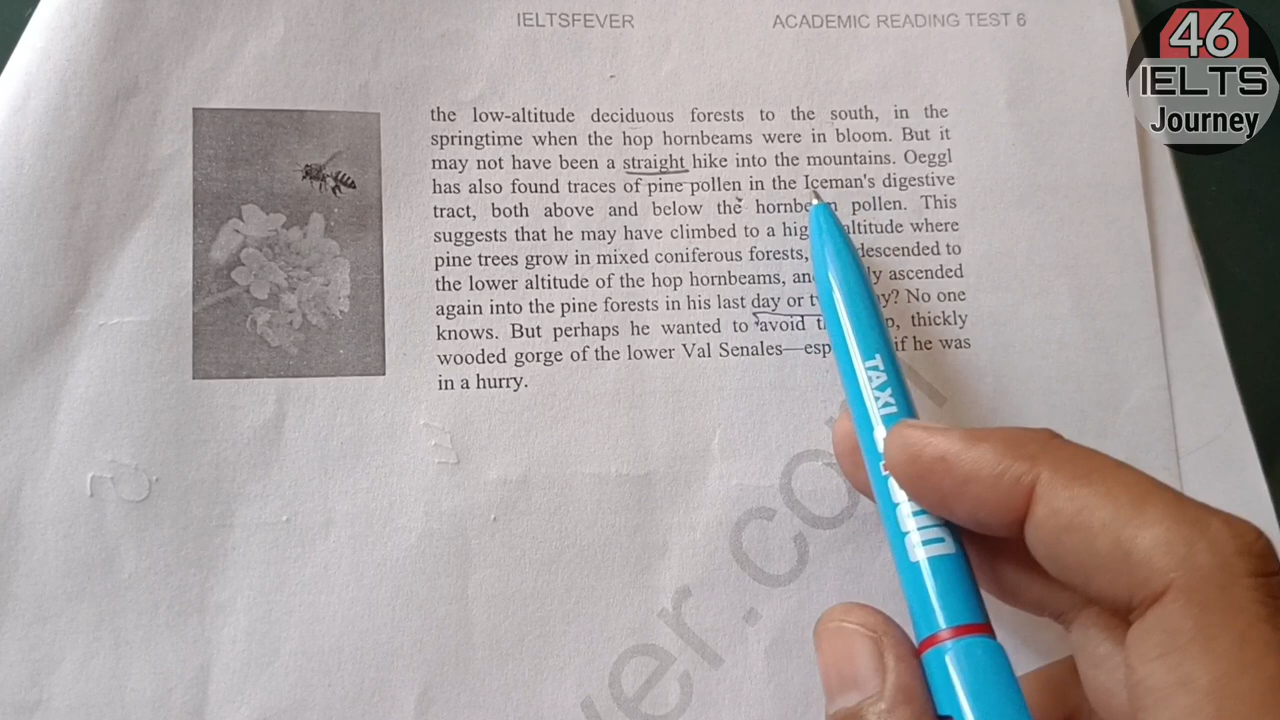 IELTSFEVER
ACADEMIC READING TEST 6
46
IELTS
Journey
the low-altitude deciduous forests to the south, in the
springtime when the hop hornbeams were in bloom. But it
may not have been a straight hike into the mountains. Oeggl
has also found traces of pine pollen in the Iceman's digestive
tract, both above and below the pollen. This
suggests that he may have climbed to a altitude where
pine trees grow in mixed coniferous forests, descended to
the lower altitude of the hop hornbeams, ascended
again into the pine forests in his last day or No one
knows. But perhaps he wanted to avoid thickly
wooded gorge of the lower Val Senales— if he was
in a hurry.
TAXI